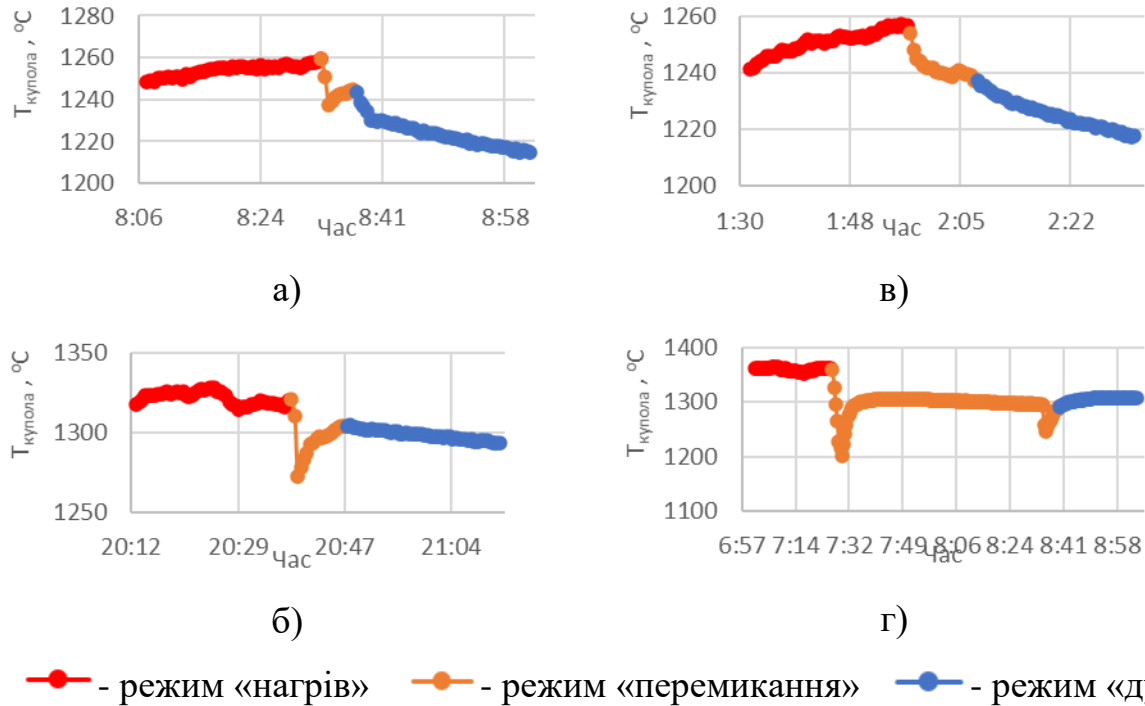 1280
1260
1240
1220
1200
Tкупола , °C
8:06 8:24 8:41 8:58
Час
а)
1260
1240
1220
1200
Tкупола , °C
1:30 1:48 2:05 2:22
Час
в)
1350
1300
1250
Tкупола , °C
20:12 20:29 20:47 21:04
Час
б)
1400
1300
1200
1100
Tкупола , °C
6:57 7:14 7:32 7:49 8:06 8:24 8:41 8:58
Час
г)
- режим «нагрів» - режим «перемикання» - режим «д